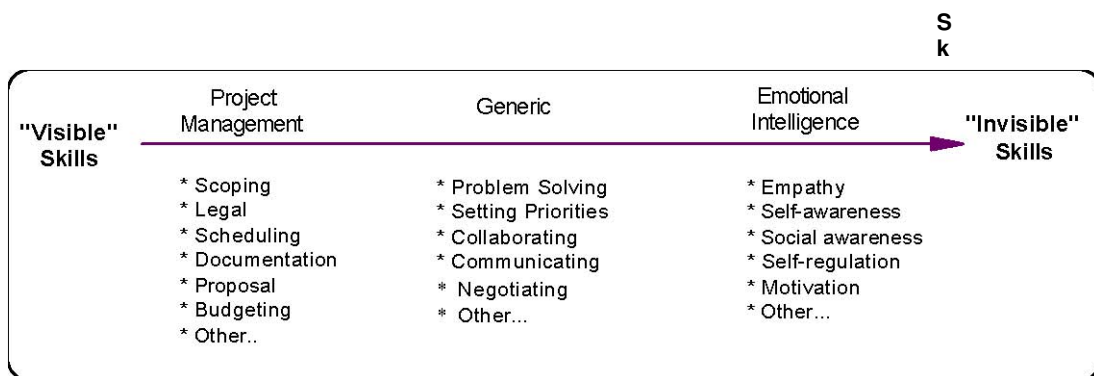 S
k
"Visible"
Skills
Project
Management
Generic
Emotional
Intelligence
"Invisible"
Skills
* Scoping
* Legal
* Scheduling
* Documentation
* Proposal
* Budgeting
* Other..
* Problem Solving
* Setting Priorities
* Collaborating
* Communicating
* Negotiating
* Other...
* Empathy
* Self-awareness
* Social awareness
* Self-regulation
* Motivation
* Other...